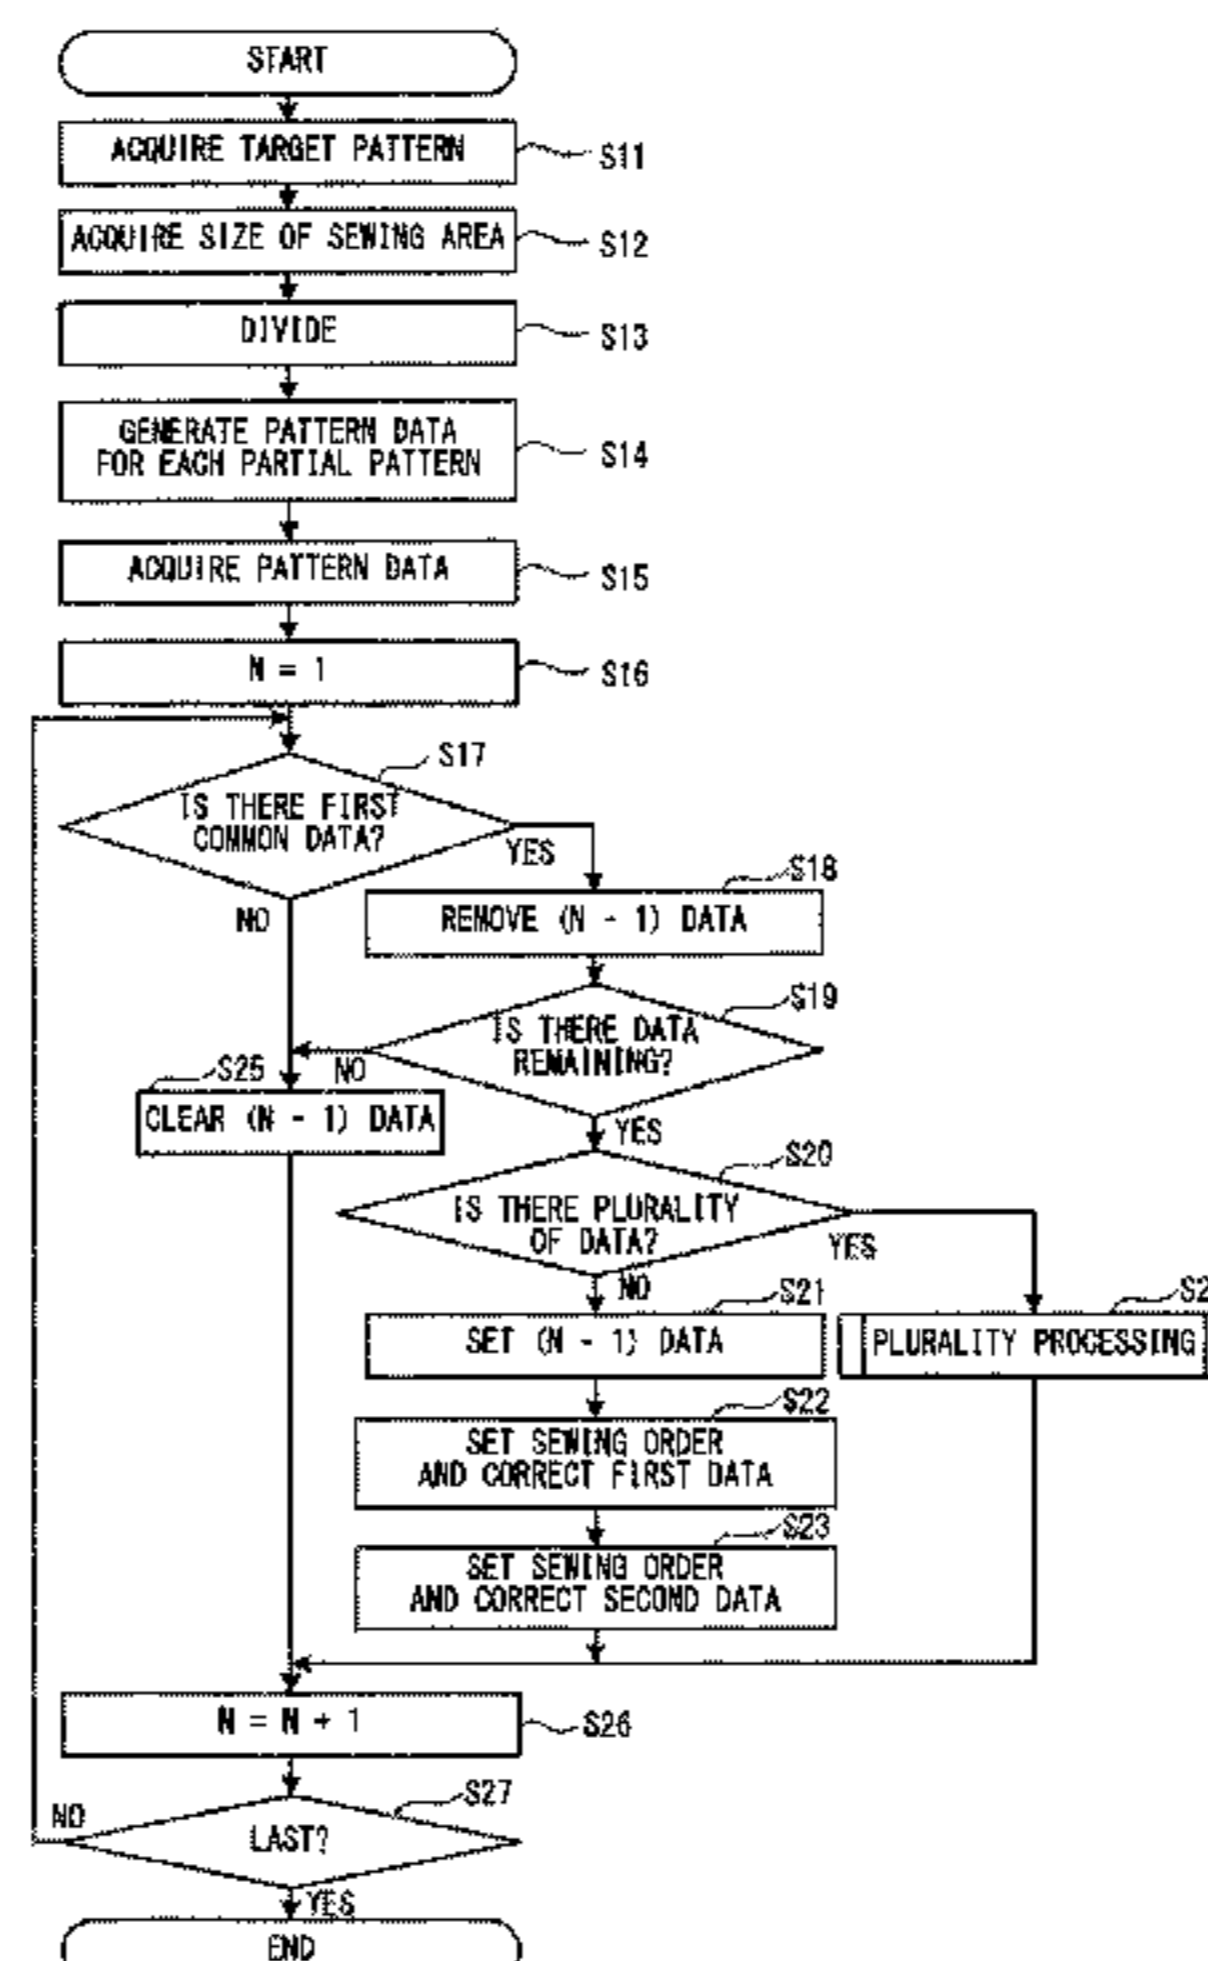 START
ACQUIRE TARGET PATTERN
S11
ACQUIRE SIZE OF SEWING AREA
S12
DIVIDE
S13
GENERATE PATTERN DATA
FOR EACH PARTIAL PATTERN
S14
ACQUIRE PATTERN DATA
S15
N = 1
S16
S17
IS THERE FIRST
COMMON DATA?
YES
NO
S18
REMOVE (N - 1) DATA
S19
IS THERE DATA
REMAINING?
NO
YES
S25
CLEAR (N - 1) DATA
S20
IS THERE PLURALITY
OF DATA?
YES
NO
S21
SET (N - 1) DATA
S2
PLURALITY PROCESSING
S22
SET SEWING ORDER
AND CORRECT FIRST DATA
S23
SET SEWING ORDER
AND CORRECT SECOND DATA
N = N + 1
S26
S27
LAST?
NO
YES
END